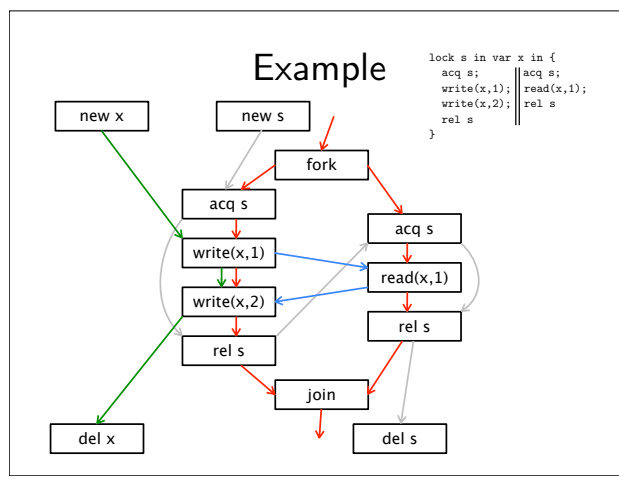 Example
lock s in var x in {
acq s; acq s;
write(x,1); read(x,1);
write(x,2); rel s
rel s
}
new x
new s
fork
acq s
acq s
write(x,1)
read(x,1)
write(x,2)
rel s
rel s
join
del x
del s